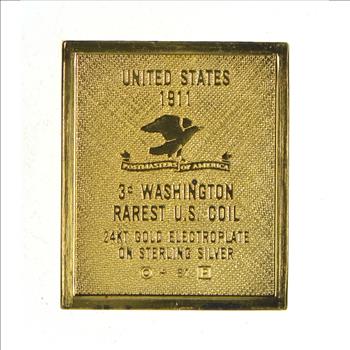 UNITED STATES
1911
POSTMASTERS OF AMERICA
3¢ WASHINGTON
RAREST U.S. COIL
24KT GOLD ELECTROPLATE
ON STERLING SILVER
©